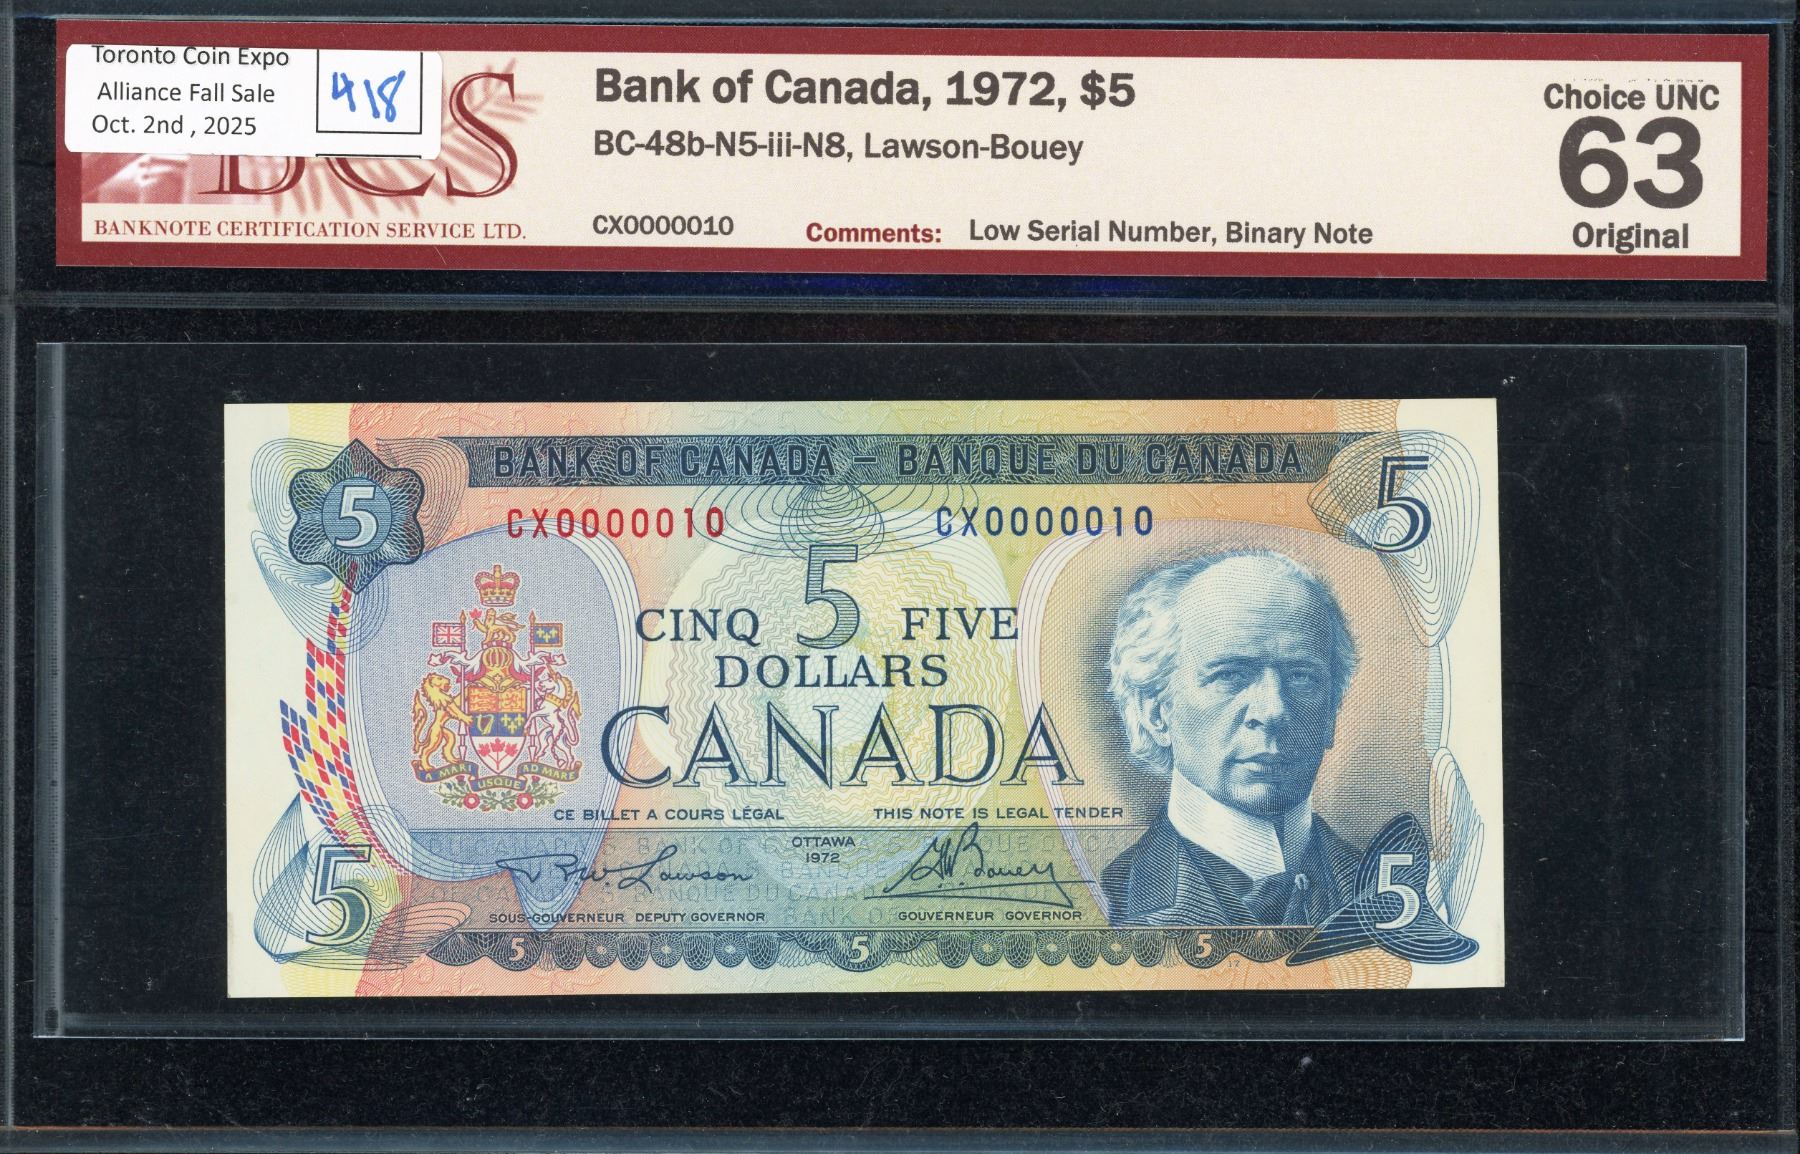 Toronto Coin Expo
Alliance Fall Sale
Oct. 2nd , 2025
418
BCS
BANKNOTE CERTIFICATION SERVICE LTD.
Bank of Canada, 1972, $5
BC-48b-N5-iii-N8, Lawson-Bouey
CX0000010
Comments: Low Serial Number, Binary Note
Choice UNC
63
Original
BANK OF CANADA – BANQUE DU CANADA
5
5
CX0000010
CX0000010
5
CINQ FIVE
DOLLARS
CANADA
A MARI USQUE AD MARE
CE BILLET A COURS LÉGAL
THIS NOTE IS LEGAL TENDER
OTTAWA
1972
R.W. Lawson
G.K. Bouey
SOUS-GOUVERNEUR DEPUTY GOVERNOR
GOUVERNEUR GOVERNOR
5
5
5
5
5
17